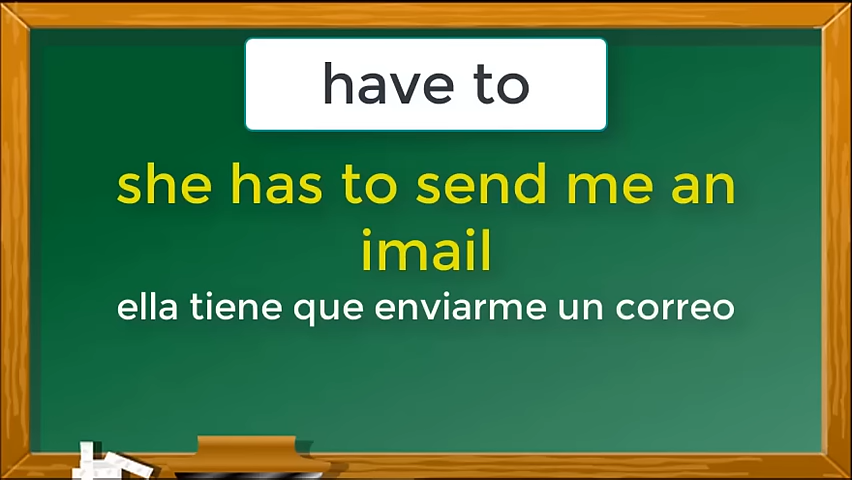 have to
she has to send me an
imail
ella tiene que enviarme un correo